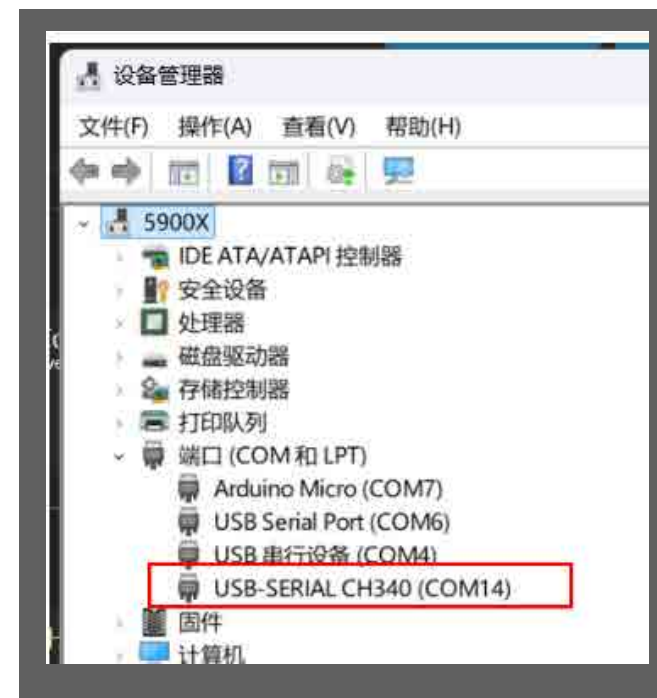 设备管理器
文件(F) 操作(A) 查看(V) 帮助(H)
5900X
IDE ATA/ATAPI 控制器
安全设备
处理器
磁盘驱动器
存储控制器
打印队列
端口 (COM 和 LPT)
Arduino Micro (COM7)
USB Serial Port (COM6)
USB 串行设备 (COM4)
USB-SERIAL CH340 (COM14)
固件
计算机